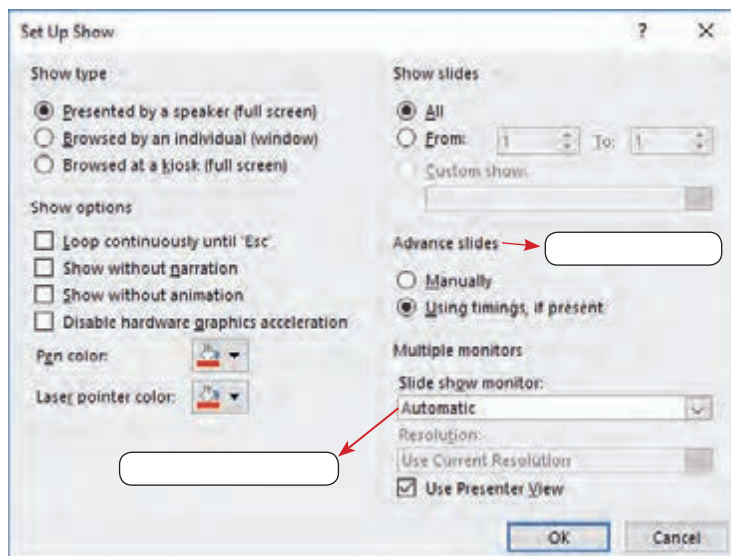 Set Up Show
?
Show type
Presented by a speaker (full screen)
Browsed by an individual (window)
Browsed at a kiosk (full screen)
Show options
Loop continuously until 'Esc'
Show without narration
Show without animation
Disable hardware graphics acceleration
Pen color:
Laser pointer color:
Show slides
All
From: 1 To: 1
Custom show:
Advance slides
Manually
Using timings, if present
Multiple monitors
Slide show monitor:
Automatic
Resolution:
Use Current Resolution
Use Presenter View
OK Cancel